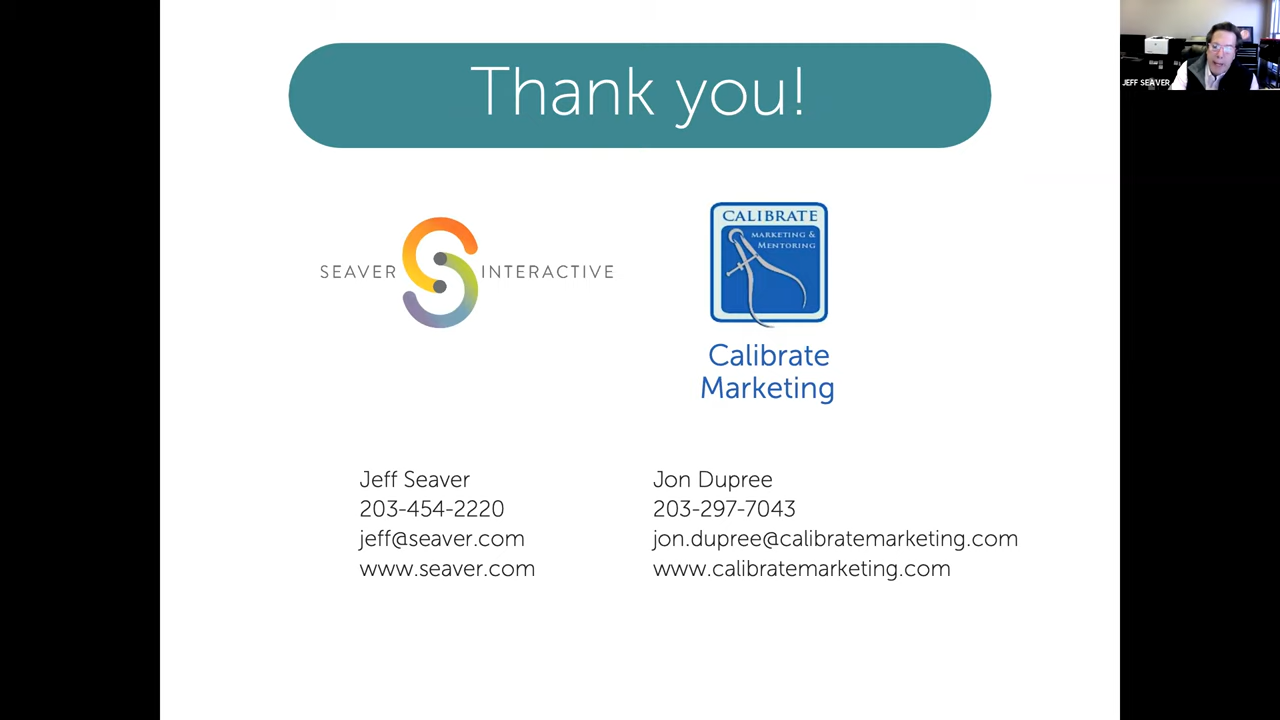 Thank you!
JEFF SEAVER
SEAVER INTERACTIVE
CALIBRATE
MARKETING &
MENTORING
Calibrate
Marketing
Jeff Seaver
203-454-2220
jeff@seaver.com
www.seaver.com
Jon Dupree
203-297-7043
jon.dupree@calibratemarketing.com
www.calibratemarketing.com